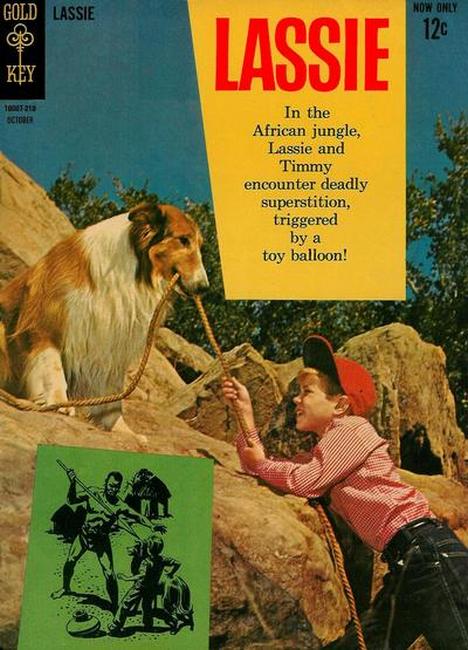 GOLD
KEY
LASSIE
10007-210
OCTOBER
LASSIE
NOW ONLY
12¢
In the
African jungle,
Lassie and
Timmy
encounter deadly
superstition,
triggered
by a
toy balloon!